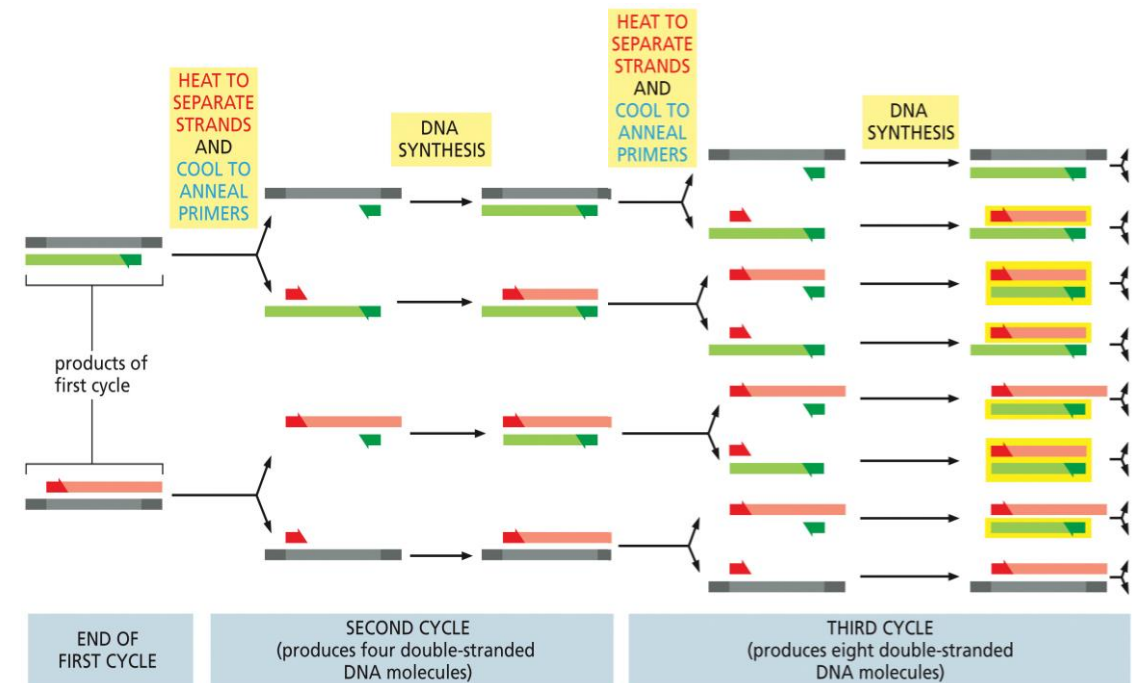 HEAT TO
SEPARATE
STRANDS
AND
COOL TO
ANNEAL
PRIMERS
DNA
SYNTHESIS
HEAT TO
SEPARATE
STRANDS
AND
COOL TO
ANNEAL
PRIMERS
DNA
SYNTHESIS
products of
first cycle
END OF
FIRST CYCLE
SECOND CYCLE
(produces four double-stranded
DNA molecules)
THIRD CYCLE
(produces eight double-stranded
DNA molecules)